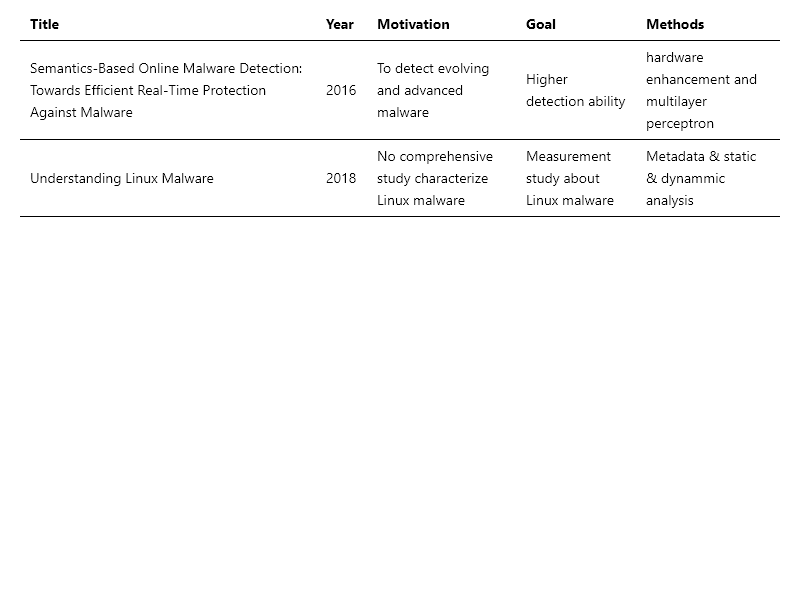 Title Year Motivation Goal Methods
Semantics-Based Online Malware Detection:
Towards Efficient Real-Time Protection
Against Malware
2016
To detect evolving
and advanced
malware
Higher
detection ability
hardware
enhancement and
multilayer
perceptron
Understanding Linux Malware
2018
No comprehensive
study characterize
Linux malware
Measurement
study about
Linux malware
Metadata & static
& dynammic
analysis